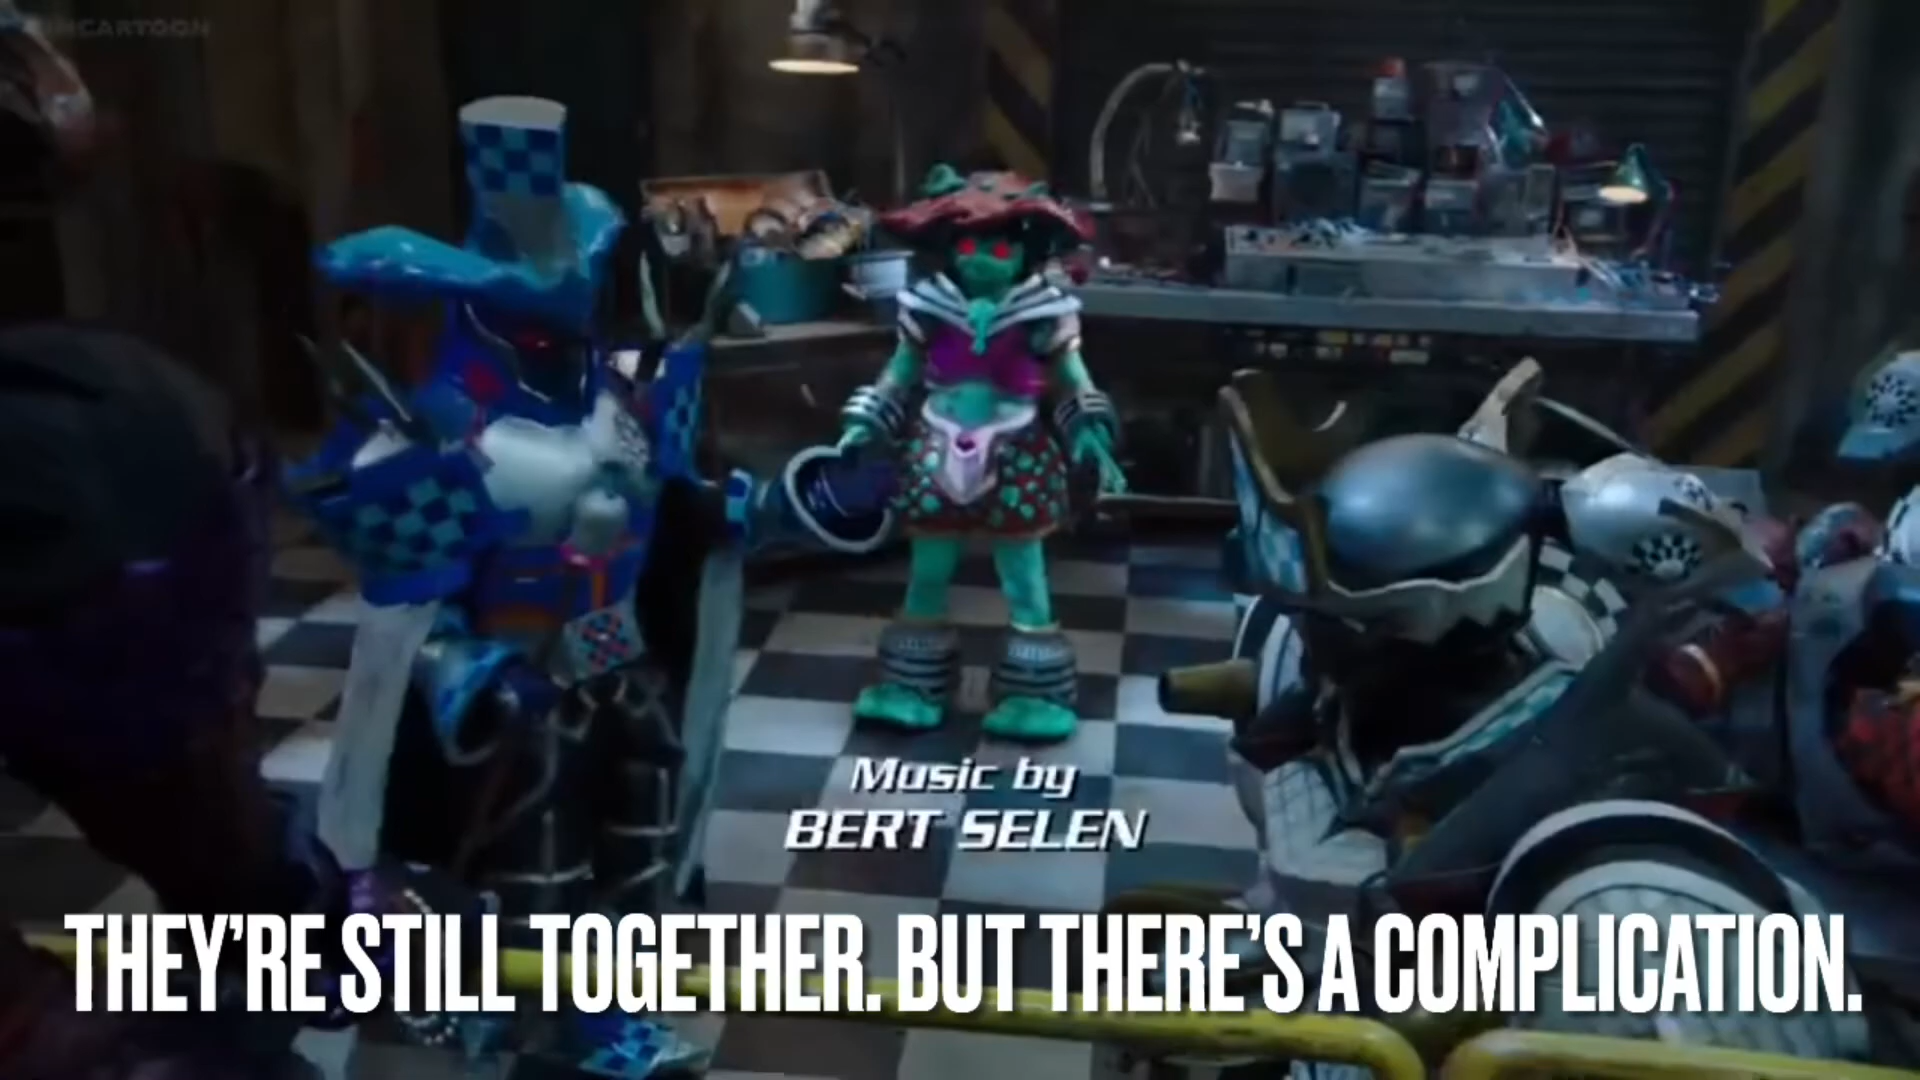 Music by
BERT SELEN
THEY'RE STILL TOGETHER. BUT THERE'S A COMPLICATION.